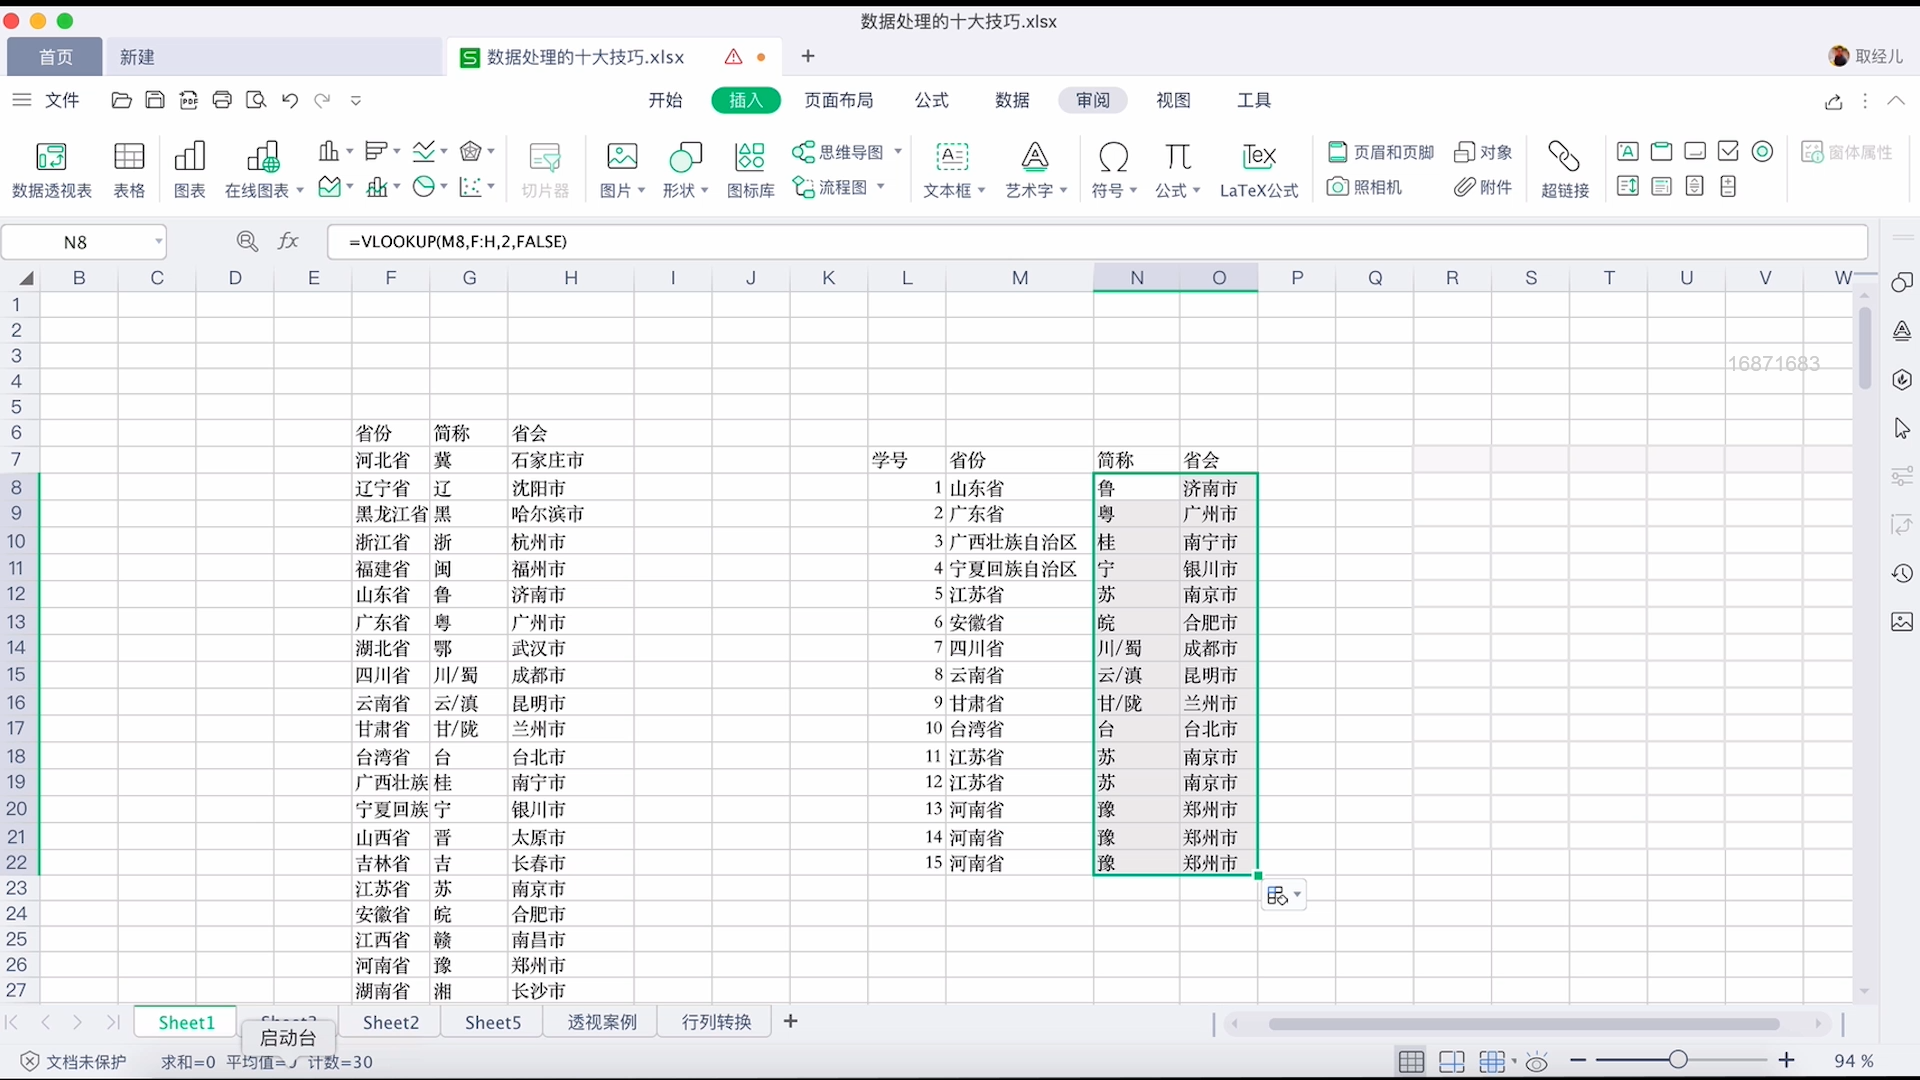 数据处理的十大技巧.xlsx
首页 新建 数据处理的十大技巧.xlsx + 取经儿
文件 开始 插入 页面布局 公式 数据 审阅 视图 工具
数据透视表 表格 图表 在线图表 切片器 图片 形状 图标库 思维导图 流程图 文本框 艺术字 符号 公式 LaTeX公式 页眉和页脚 照相机 对象 附件 超链接 窗体属性
N8 fx =VLOOKUP(M8,F:H,2,FALSE)
B C D E F G H I J K L M N O P Q R S T U V W
1
2
3 16871683
4
5
6 省份 简称 省会
7 河北省 冀 石家庄市 学号 省份 简称 省会
8 辽宁省 辽 沈阳市 1 山东省 鲁 济南市
9 黑龙江省 黑 哈尔滨市 2 广东省 粤 广州市
10 浙江省 浙 杭州市 3 广西壮族自治区 桂 南宁市
11 福建省 闽 福州市 4 宁夏回族自治区 宁 银川市
12 山东省 鲁 济南市 5 江苏省 苏 南京市
13 广东省 粤 广州市 6 安徽省 皖 合肥市
14 湖北省 鄂 武汉市 7 四川省 川/蜀 成都市
15 四川省 川/蜀 成都市 8 云南省 云/滇 昆明市
16 云南省 云/滇 昆明市 9 甘肃省 甘/陇 兰州市
17 甘肃省 甘/陇 兰州市 10 台湾省 台 台北市
18 台湾省 台 台北市 11 江苏省 苏 南京市
19 广西壮族 桂 南宁市 12 江苏省 苏 南京市
20 宁夏回族 宁 银川市 13 河南省 豫 郑州市
21 山西省 晋 太原市 14 河南省 豫 郑州市
22 吉林省 吉 长春市 15 河南省 豫 郑州市
23 江苏省 苏 南京市
24 安徽省 皖 合肥市
25 江西省 赣 南昌市
26 河南省 豫 郑州市
27 湖南省 湘 长沙市
Sheet1 Sheet2 Sheet5 透视案例 行列转换 +
启动台
文档未保护 求和=0 平均值= 计数=30 94 %